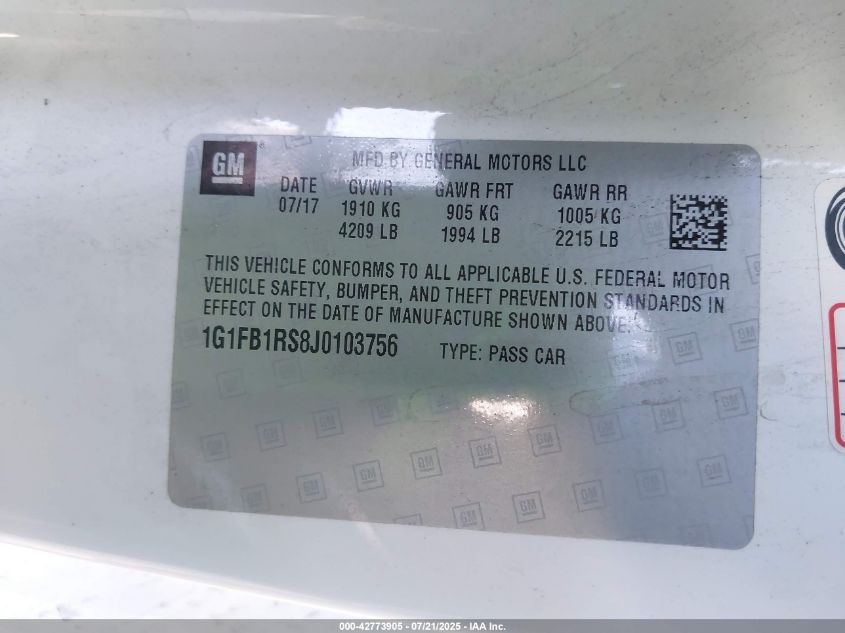 GM
MFD BY GENERAL MOTORS LLC
DATE GVWR GAWR FRT GAWR RR
07/17 1910 KG 905 KG 1005 KG
4209 LB 1994 LB 2215 LB
THIS VEHICLE CONFORMS TO ALL APPLICABLE U.S. FEDERAL MOTOR
VEHICLE SAFETY, BUMPER, AND THEFT PREVENTION STANDARDS IN
EFFECT ON THE DATE OF MANUFACTURE SHOWN ABOVE.
1G1FB1RS8J0103756 TYPE: PASS CAR
000-42773905 - 07/21/2025 - IAA Inc.